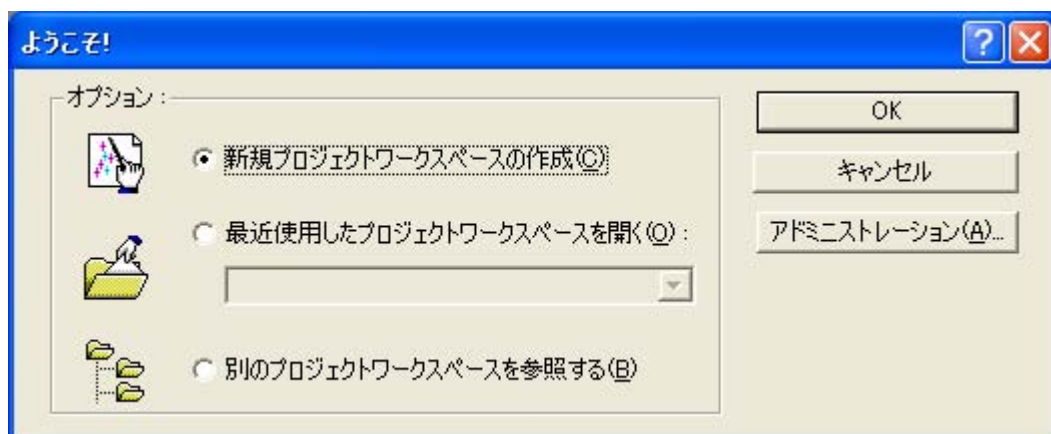 ようこそ!
オプション:
新規プロジェクトワークスペースの作成(C)
最近使用したプロジェクトワークスペースを開く(O):
別のプロジェクトワークスペースを参照する(B)
OK
キャンセル
アドミニストレーション(A)...